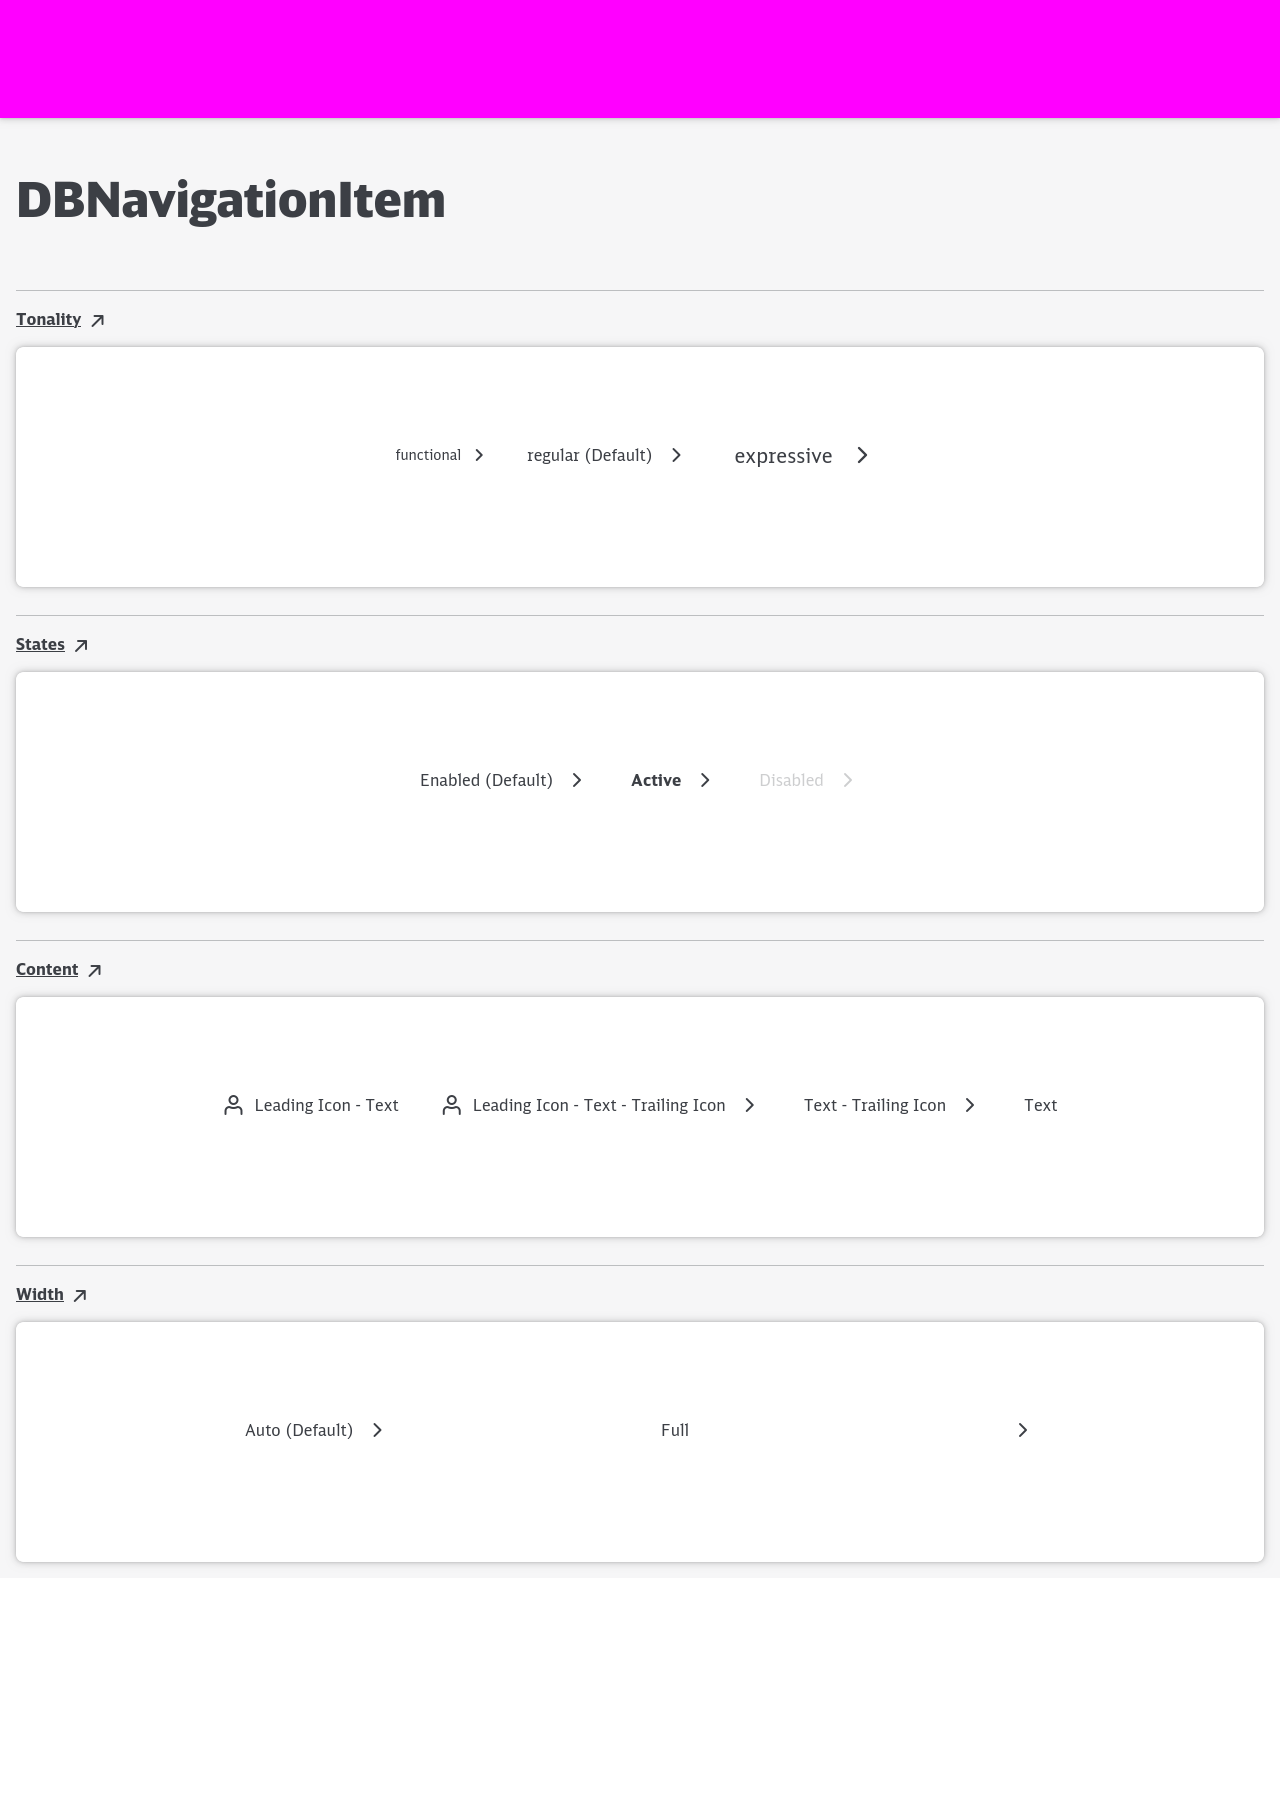 DBNavigationItem
Tonality
functional regular (Default) expressive
States
Enabled (Default) Active Disabled
Content
Leading Icon - Text Leading Icon - Text - Trailing Icon Text - Trailing Icon Text
Width
Auto (Default) Full